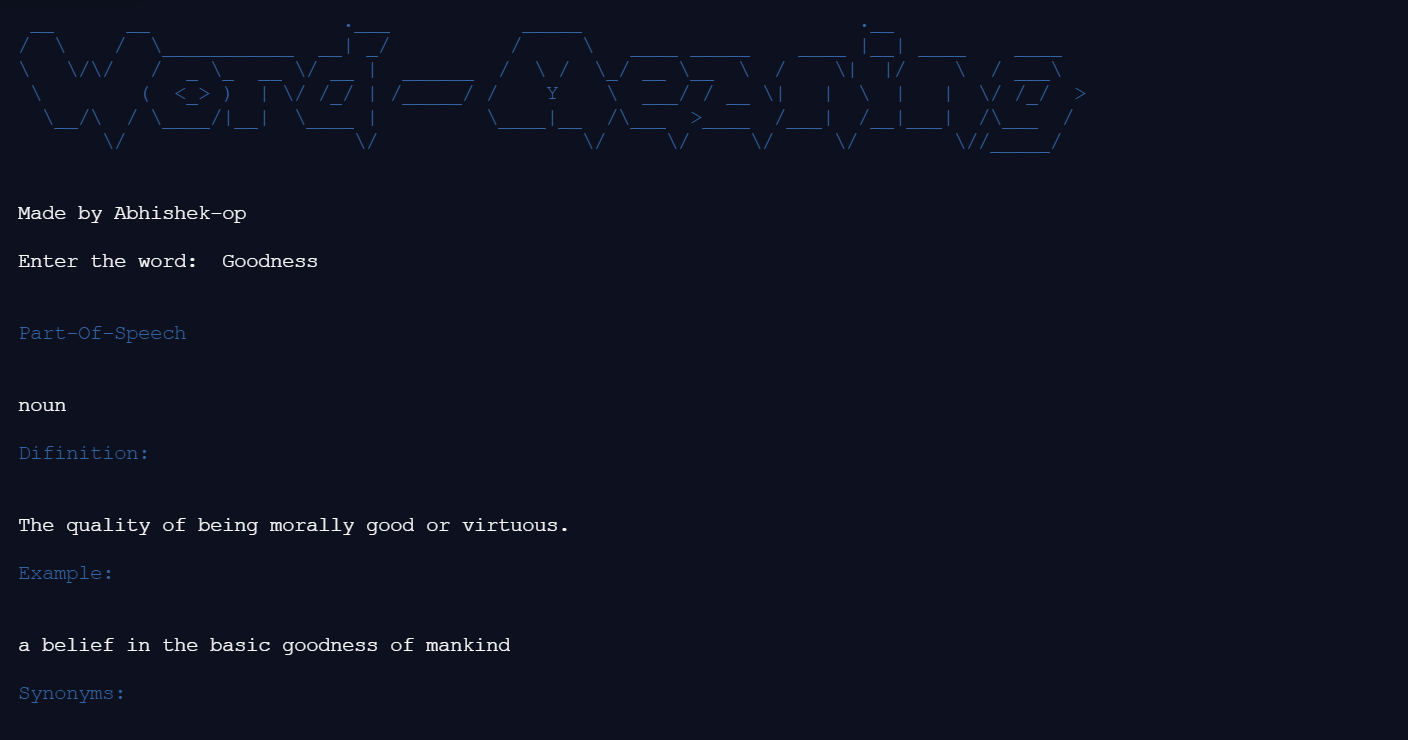 Word-Meaning
Made by Abhishek-op
Enter the word:  Goodness
Part-Of-Speech
noun
Difinition:
The quality of being morally good or virtuous.
Example:
a belief in the basic goodness of mankind
Synonyms: